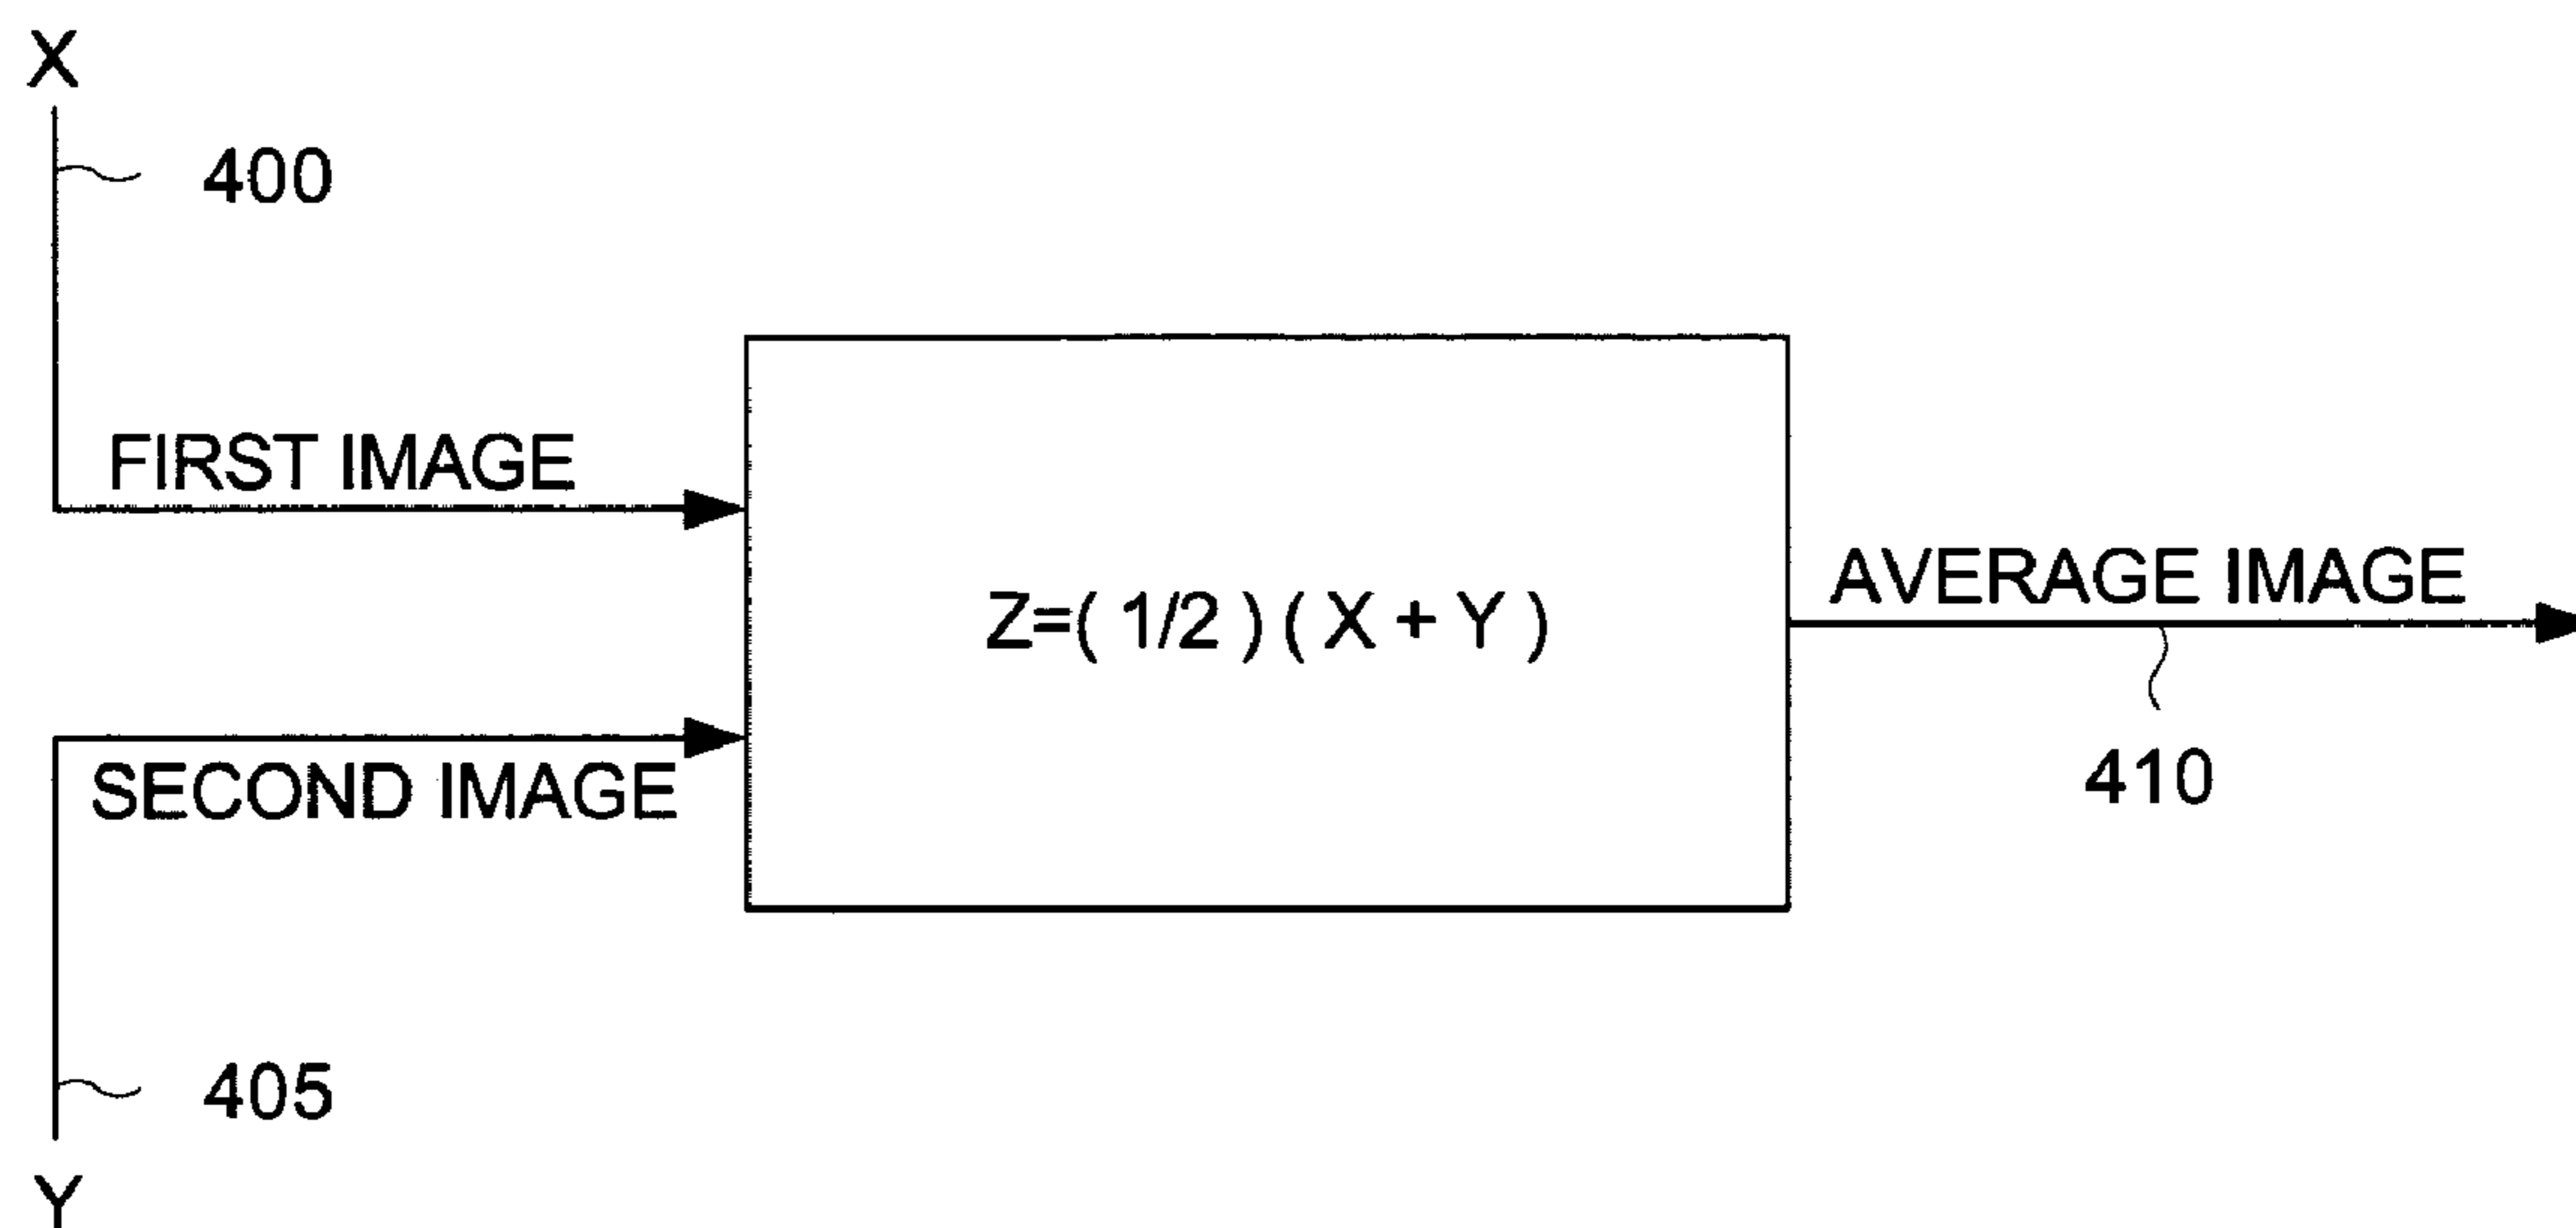 X
400
FIRST IMAGE
Z=( 1/2 ) ( X + Y )
AVERAGE IMAGE
410
SECOND IMAGE
405
Y